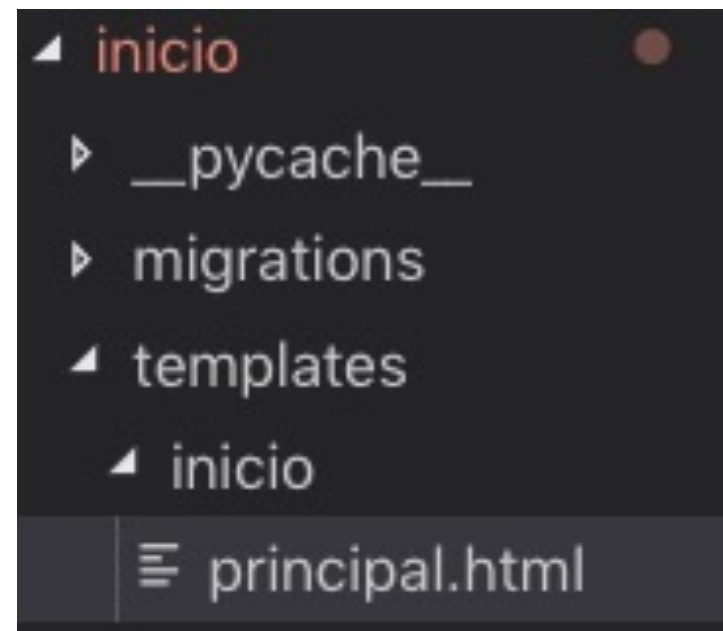 inicio
__pycache__
migrations
templates
inicio
principal.html